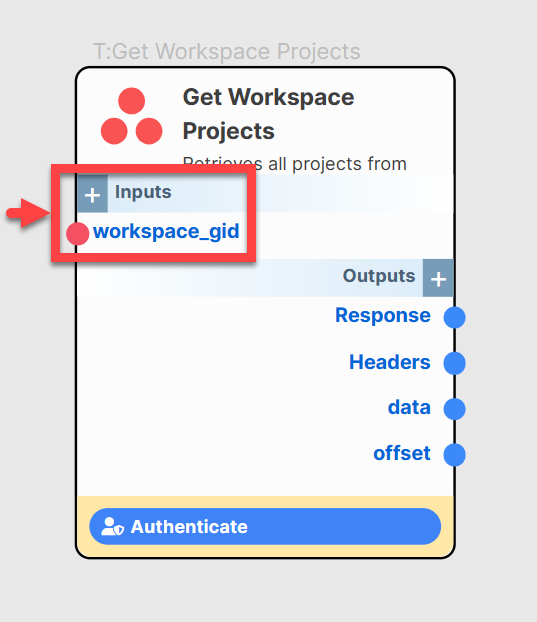 T:Get Workspace Projects
Get Workspace
Projects
Retrieves all projects from
Inputs
workspace_gid
Outputs
Response
Headers
data
offset
Authenticate